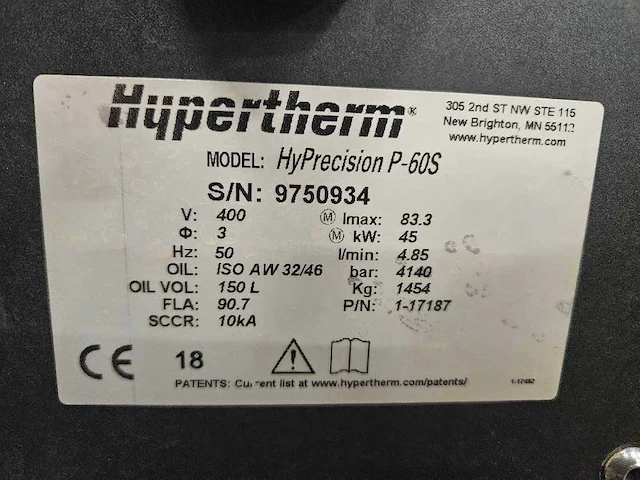 Hypertherm®
305 2nd ST NW STE 115
New Brighton, MN 55112
www.hypertherm.com
MODEL: HyPrecision P-60S
S/N: 9750934
V: 400 Ⓜ Imax: 83.3
Φ: 3 Ⓜ kW: 45
Hz: 50 l/min: 4.85
OIL: ISO AW 32/46 bar: 4140
OIL VOL: 150 L Kg: 1454
FLA: 90.7 P/N: 1-17187
SCCR: 10kA
CE 18
PATENTS: Current list at www.hypertherm.com/patents/